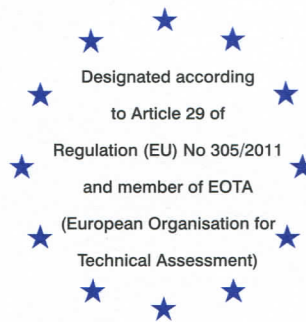 Designated according
to Article 29 of
Regulation (EU) No 305/2011
and member of EOTA
(European Organisation for
Technical Assessment)